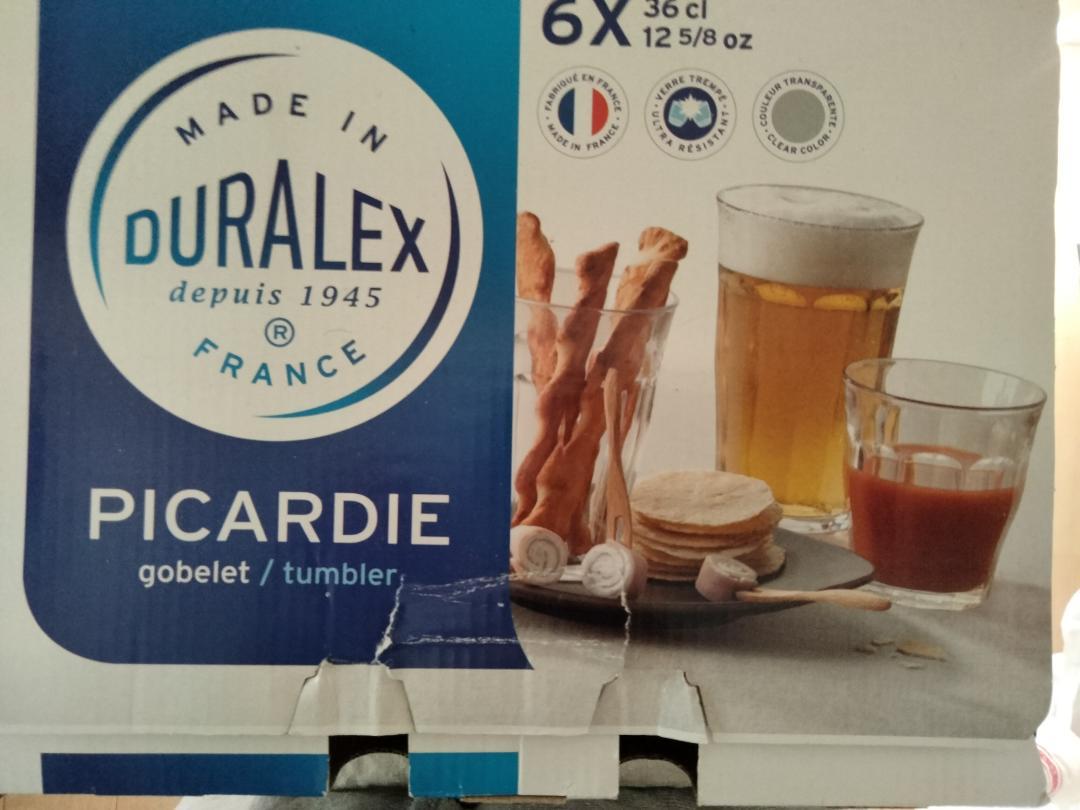 6X 36 cl
12 5/8 oz
FABRIQUÉ EN FRANCE • MADE IN FRANCE •
VERRE TREMPÉ • ULTRA RÉSISTANT •
COULEUR TRANSPARENTE • CLEAR COLOR •
MADE IN
DURALEX
depuis 1945
®
FRANCE
PICARDIE
gobelet / tumbler